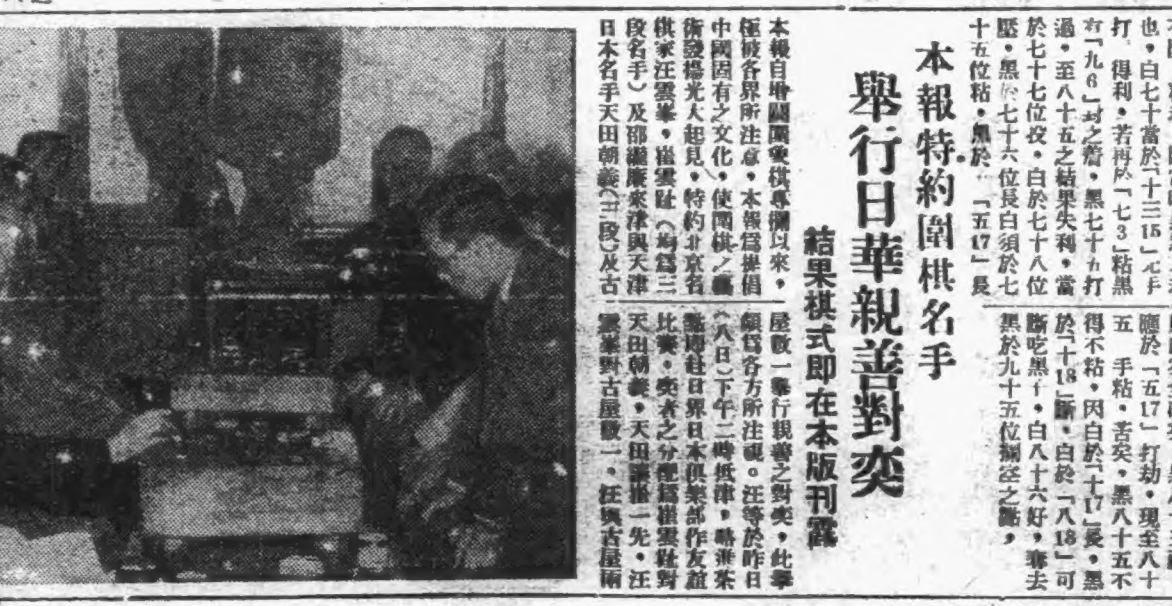 也，白七十當於「十三15」元手
打，得利，若再於「七3」粘黑
有「九6」封之着，黑七十五打
過，至八十五之結果失利，當
於七十七位投，白於七十八位
壓，黑於七十六位長白須於七
十五位粘，黑於「五17」長
應於「五17」打劫，現至八十
五　手粘，苦矣，黑八十五不
得不粘，因白於「十17」長，黑
於「十18」斷，白於「八18」可
斷吃黑十，白八十六好，奪去
黑於九十五位之點，
本報特約圍棋名手
舉行日華親善對奕
結果棋式即在本版刊露
本報自增闢圍棋專欄以來，
極被各界所注意，本報爲提倡
中國固有之文化，使圍棋之藝
術發揚光大起見，特約北京名
棋家汪雲峯，崔雲趾（均爲三
段名手）及邵繼廉來津與天津
日本名手天田朝義（三段）及古
屋數一舉行親善之對奕，此舉
頗爲各方所注視。汪等於昨日
（八日）下午二時抵津，略進茶
點卽赴日界日本俱樂部作友誼
比賽，奕者之分配爲崔雲趾對
天田朝義，天田讓崔一先，汪
雲峯對古屋數一，汪與古屋兩